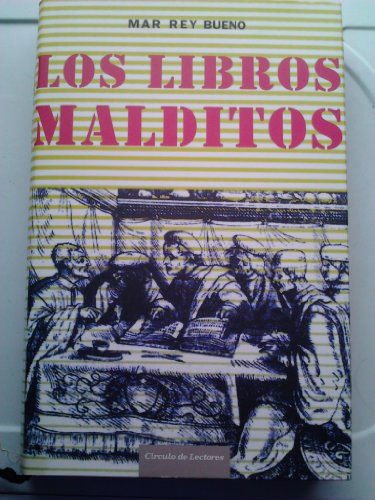 MAR REY BUENO
LOS LIBROS
MALDITOS
Círculo de Lectores